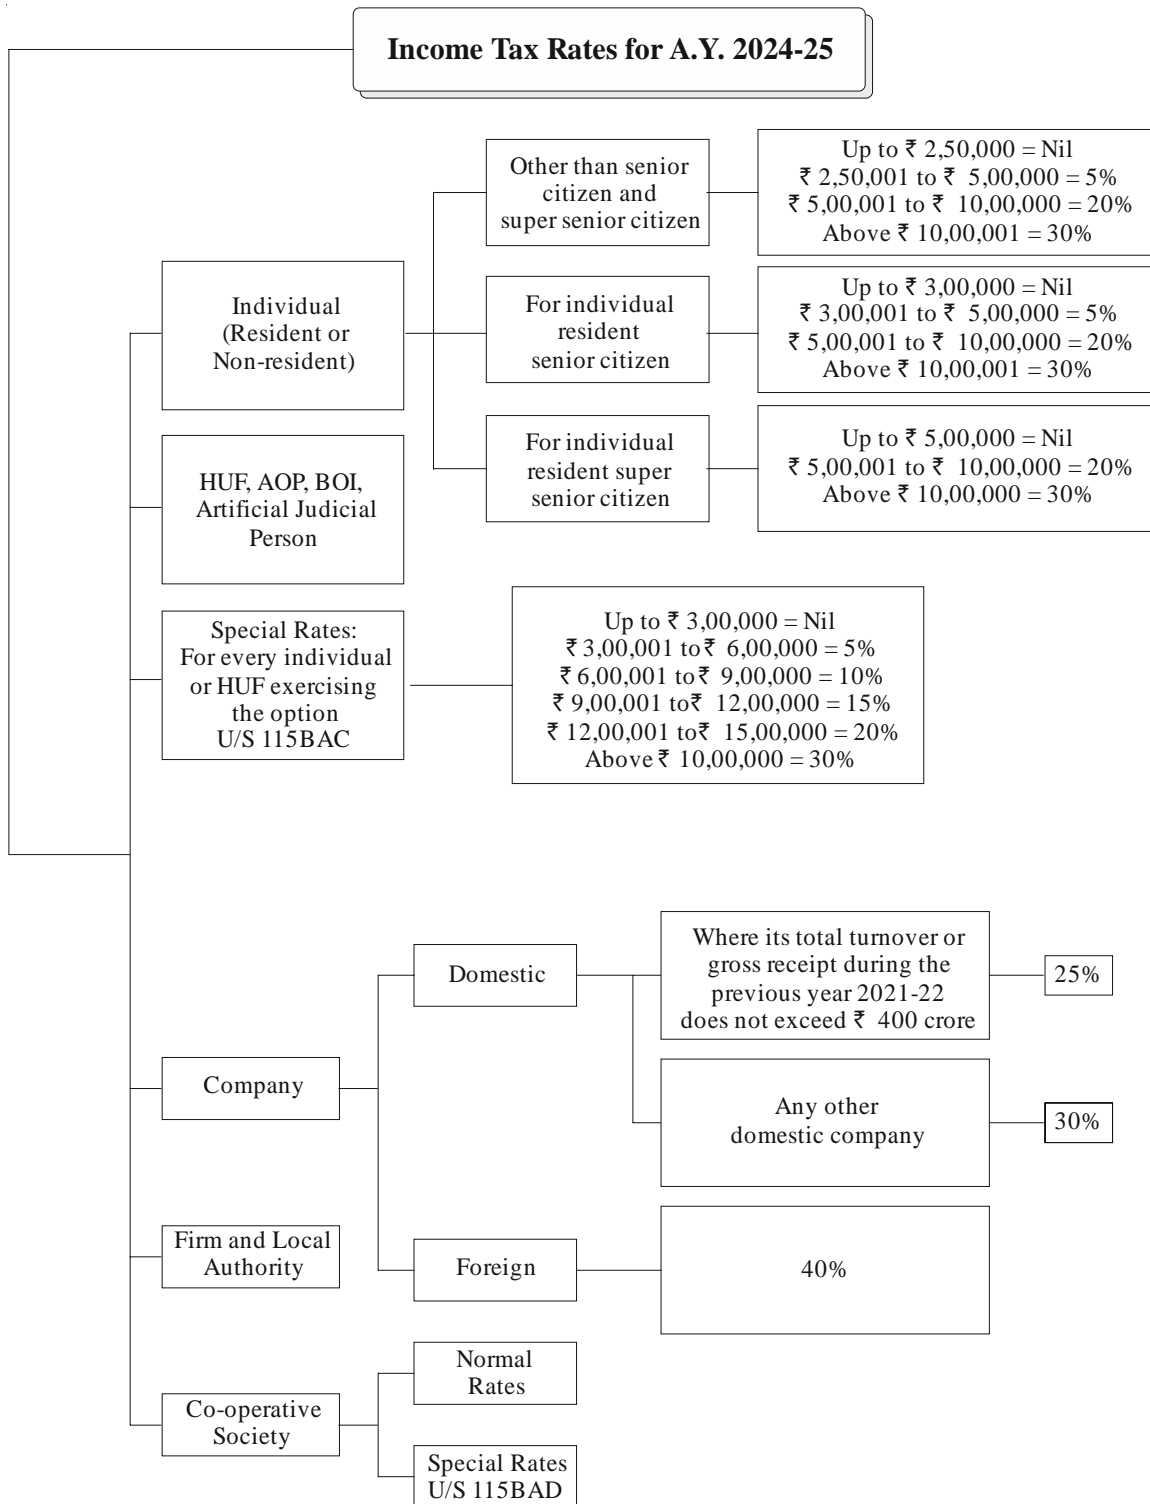 Income Tax Rates for A.Y. 2024-25
Other than senior
citizen and
super senior citizen
Up to ₹ 2,50,000 = Nil
₹ 2,50,001 to ₹ 5,00,000 = 5%
₹ 5,00,001 to ₹ 10,00,000 = 20%
Above ₹ 10,00,001 = 30%
Individual
(Resident or
Non-resident)
For individual
resident
senior citizen
Up to ₹ 3,00,000 = Nil
₹ 3,00,001 to ₹ 5,00,000 = 5%
₹ 5,00,001 to ₹ 10,00,000 = 20%
Above ₹ 10,00,001 = 30%
For individual
resident super
senior citizen
Up to ₹ 5,00,000 = Nil
₹ 5,00,001 to ₹ 10,00,000 = 20%
Above ₹ 10,00,000 = 30%
HUF, AOP, BOI,
Artificial Judicial
Person
Special Rates:
For every individual
or HUF exercising
the option
U/S 115BAC
Up to ₹ 3,00,000 = Nil
₹ 3,00,001 to ₹ 6,00,000 = 5%
₹ 6,00,001 to ₹ 9,00,000 = 10%
₹ 9,00,001 to ₹ 12,00,000 = 15%
₹ 12,00,001 to ₹ 15,00,000 = 20%
Above ₹ 10,00,000 = 30%
Company
Domestic
Where its total turnover or
gross receipt during the
previous year 2021-22
does not exceed ₹ 400 crore
25%
Any other
domestic company
30%
Foreign
40%
Firm and Local
Authority
Co-operative
Society
Normal
Rates
Special Rates
U/S 115BAD